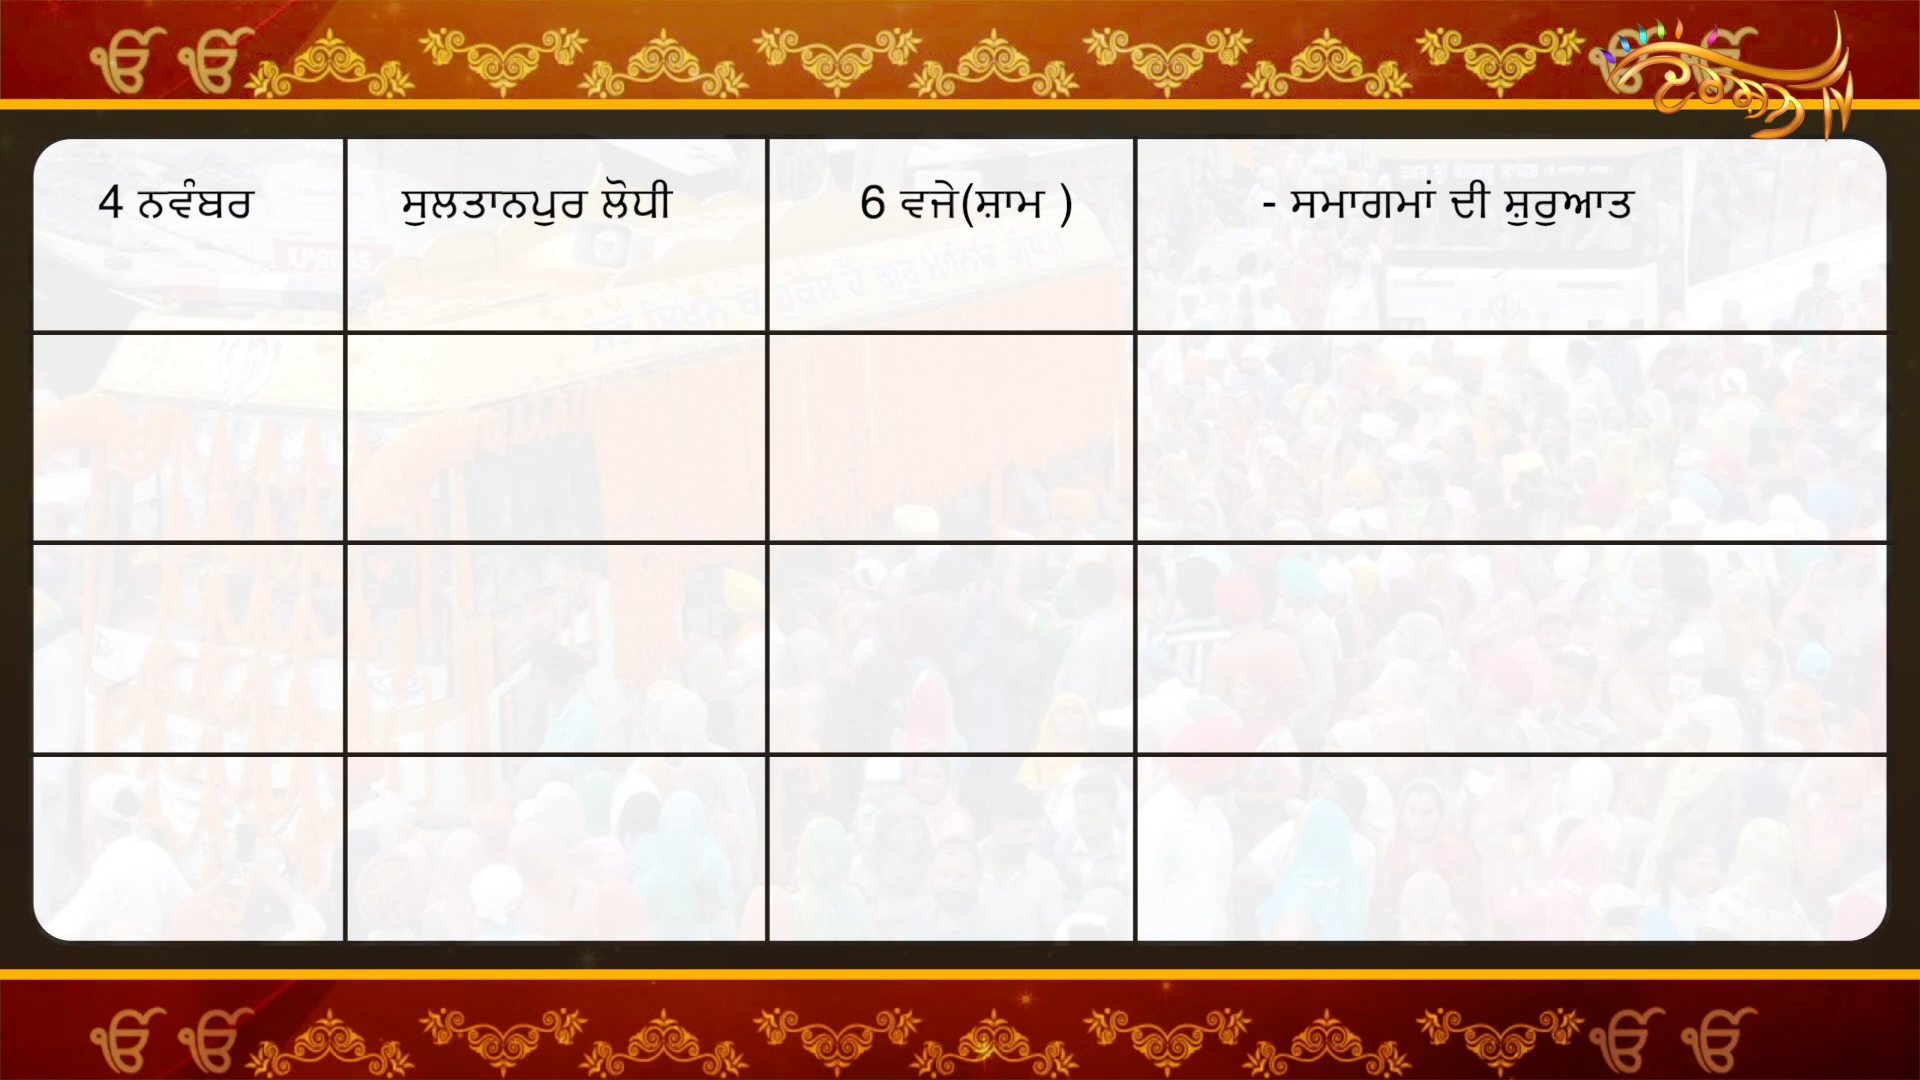 ੴ ੴ ੴ ੴ
4 ਨਵੰਬਰ ਸੁਲਤਾਨਪੁਰ ਲੋਧੀ 6 ਵਜੇ(ਸ਼ਾਮ ) - ਸਮਾਗਮਾਂ ਦੀ ਸ਼ੁਰੂਆਤ
ੴ ੴ ੴ ੴ